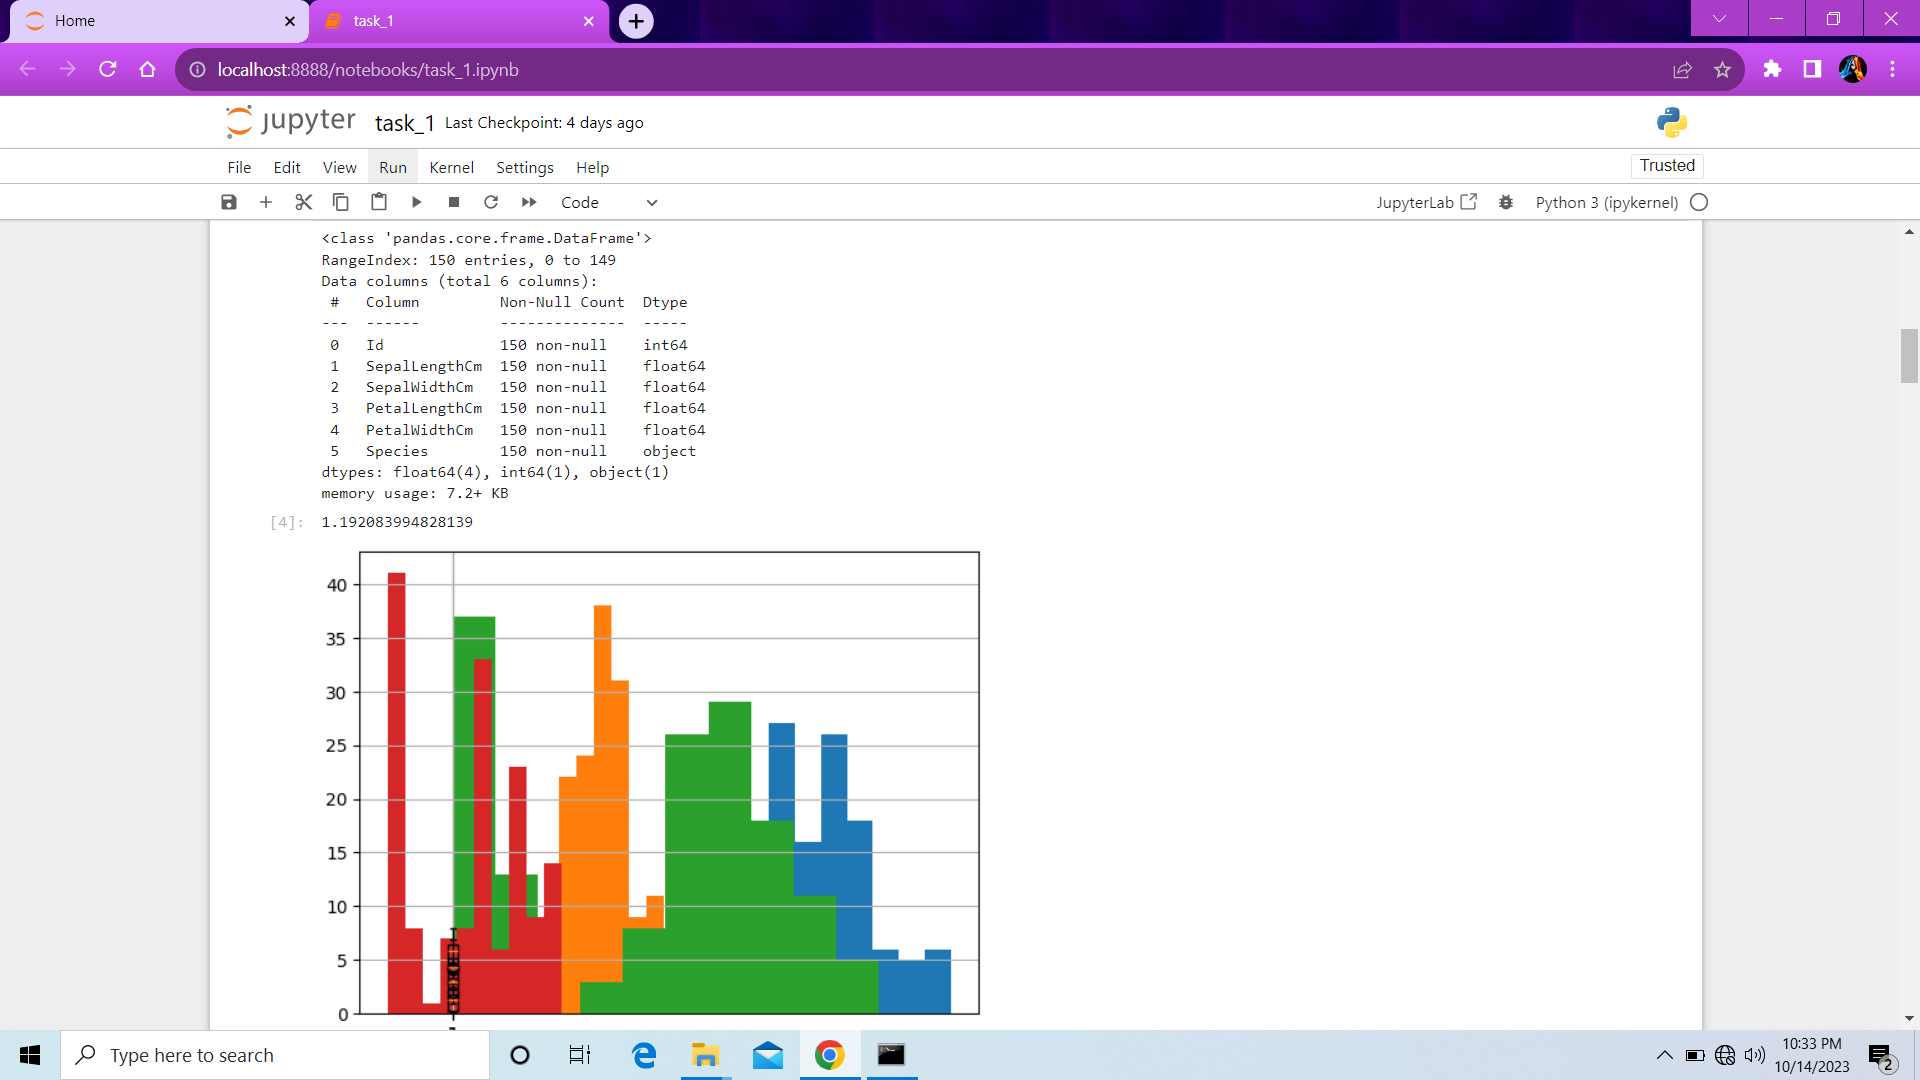 Home
task_1
localhost:8888/notebooks/task_1.ipynb
jupyter task_1 Last Checkpoint: 4 days ago
File Edit View Run Kernel Settings Help
Trusted
Code
JupyterLab
Python 3 (ipykernel)
<class 'pandas.core.frame.DataFrame'>
RangeIndex: 150 entries, 0 to 149
Data columns (total 6 columns):
 #   Column         Non-Null Count  Dtype
---  ------         --------------  -----
 0   Id             150 non-null    int64
 1   SepalLengthCm  150 non-null    float64
 2   SepalWidthCm   150 non-null    float64
 3   PetalLengthCm  150 non-null    float64
 4   PetalWidthCm   150 non-null    float64
 5   Species        150 non-null    object
dtypes: float64(4), int64(1), object(1)
memory usage: 7.2+ KB
[4]: 1.192083994828139
40
35
30
25
20
15
10
5
0
Type here to search
10:33 PM
10/14/2023
2